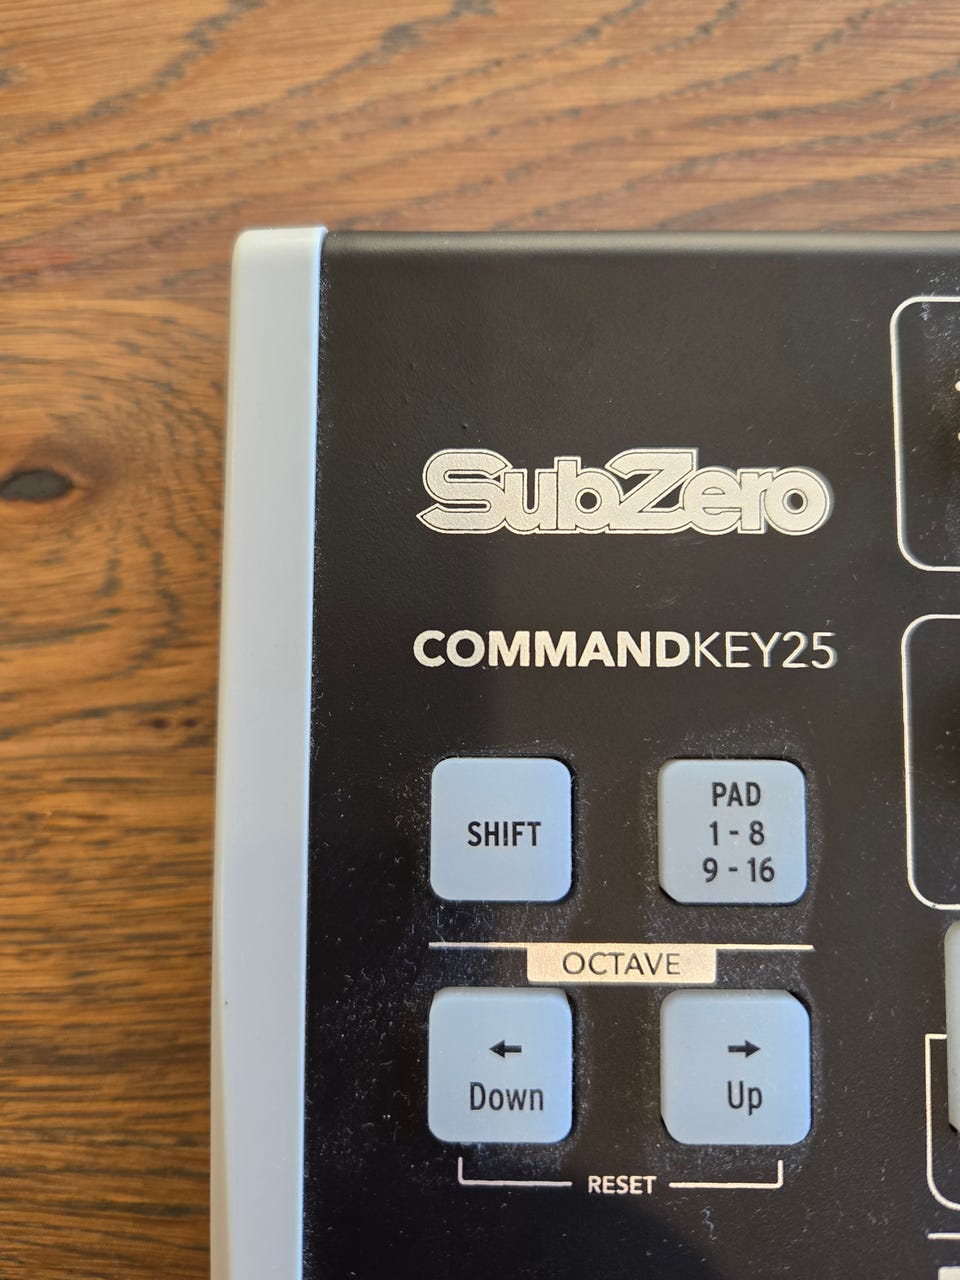 SubZero
COMMANDKEY25
SHIFT
PAD
1 - 8
9 - 16
OCTAVE
← Down
→ Up
RESET